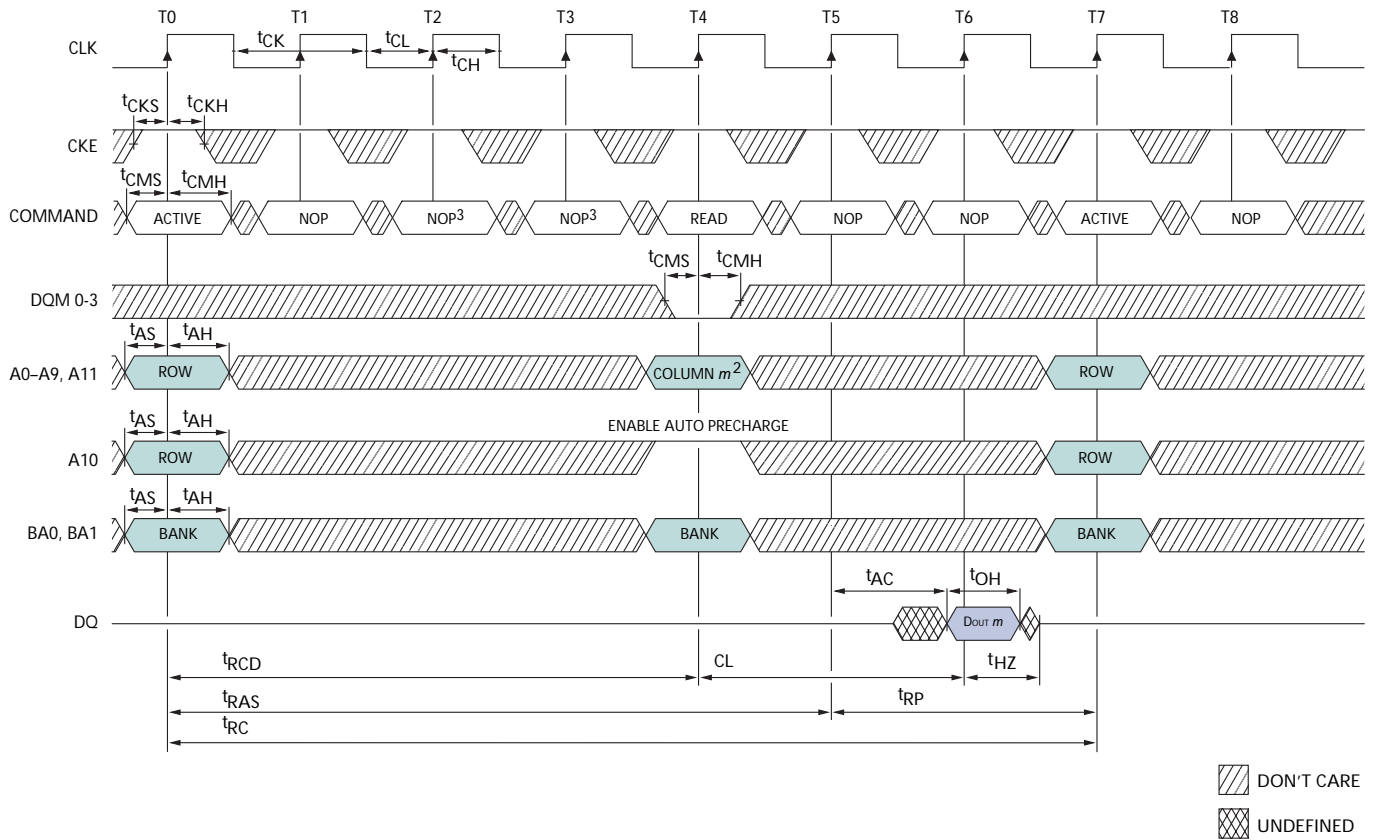 T0 T1 T2 T3 T4 T5 T6 T7 T8
CLK tCK tCL tCH
tCKS tCKH
CKE
tCMS tCMH
COMMAND ACTIVE NOP NOP3 NOP3 READ NOP NOP ACTIVE NOP
tCMS tCMH
DQM 0-3
tAS tAH
A0–A9, A11 ROW COLUMN m2 ROW
ENABLE AUTO PRECHARGE
tAS tAH
A10 ROW ROW
tAS tAH
BA0, BA1 BANK BANK BANK
tAC tOH
DQ DOUT m
tRCD CL tHZ
tRAS tRP
tRC
DON'T CARE
UNDEFINED